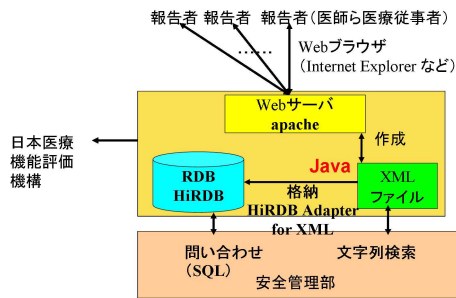 報告者 報告者 報告者(医師ら医療従事者)
……
Webブラウザ
(Internet Explorer など)
Webサーバ
apache
作成
日本医療
機能評価
機構
Java
RDB
HiRDB
XML
ファイル
格納
HiRDB Adapter
for XML
問い合わせ
(SQL)
文字列検索
安全管理部